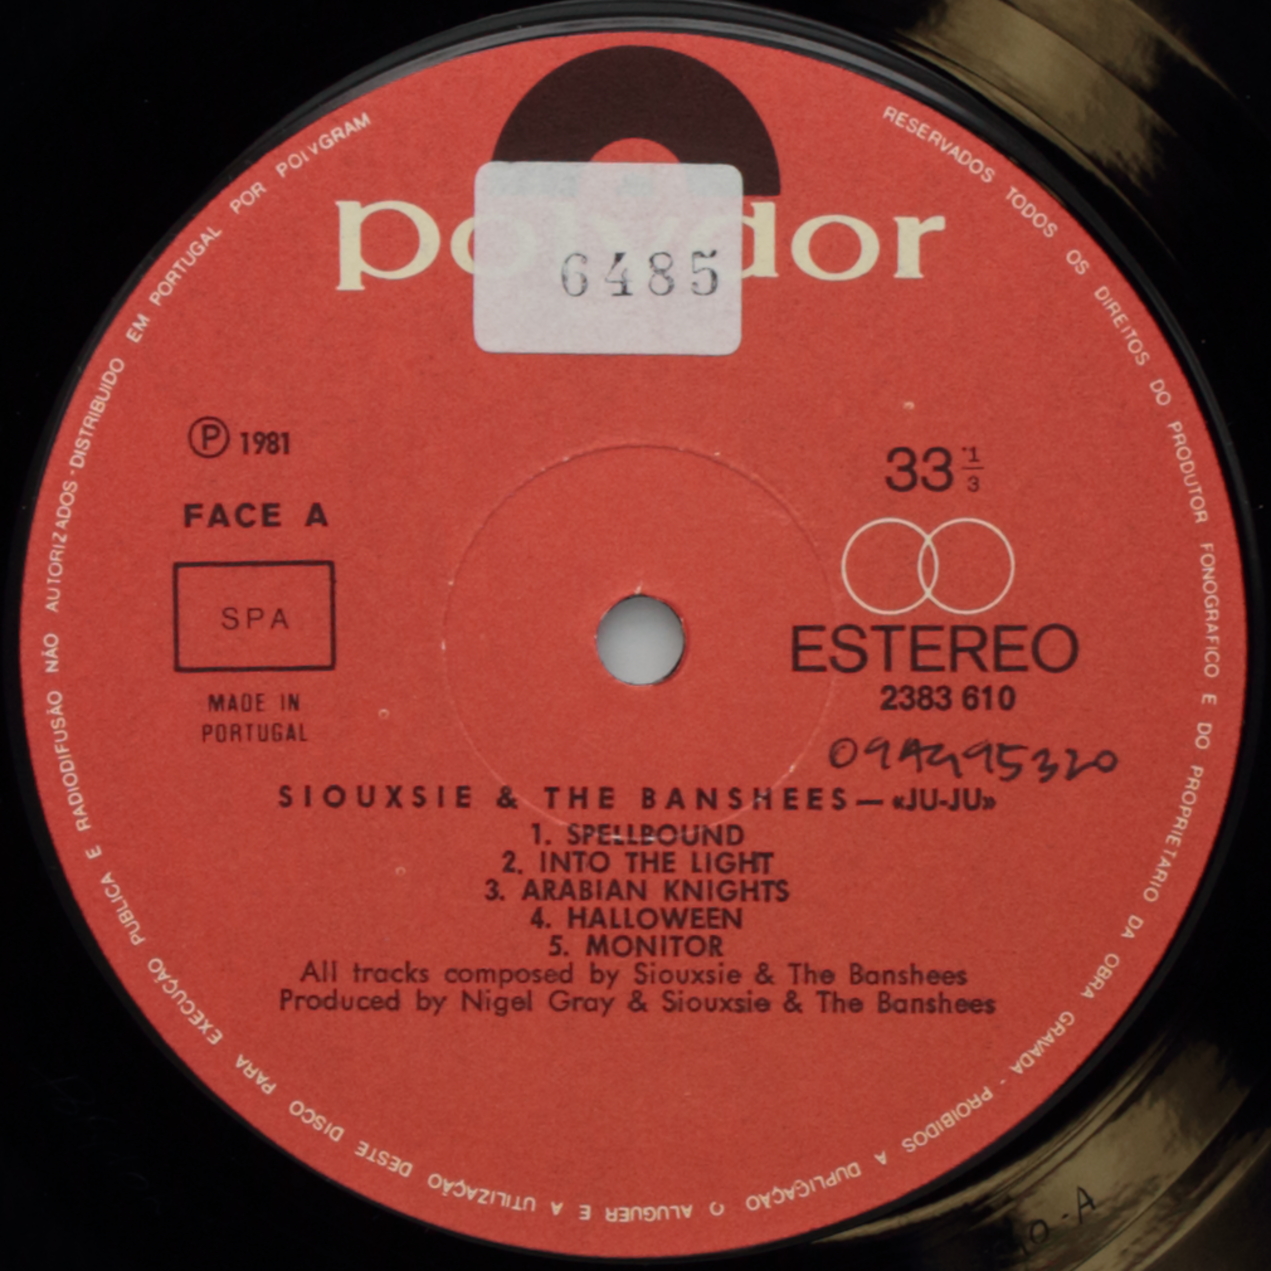 polydor
6485
RESERVADOS TODOS OS DIREITOS DO PRODUTOR FONOGRAFICO E DO PROPRIETARIO DA OBRA GRAVADA - PROIBIDOS A DUPLICAÇÃO O ALUGUER E A UTILIZAÇÃO DESTE DISCO PARA EXECUÇÃO PUBLICA E RADIODIFUSÃO NÃO AUTORIZADOS - DISTRIBUIDO EM PORTUGAL POR POLYGRAM
Ⓟ 1981
FACE A
SPA
MADE IN
PORTUGAL
33 1/3
ESTEREO
2383 610
SIOUXSIE & THE BANSHEES — «JU-JU»
1. SPELLBOUND
2. INTO THE LIGHT
3. ARABIAN KNIGHTS
4. HALLOWEEN
5. MONITOR
All tracks composed by Siouxsie & The Banshees
Produced by Nigel Gray & Siouxsie & The Banshees